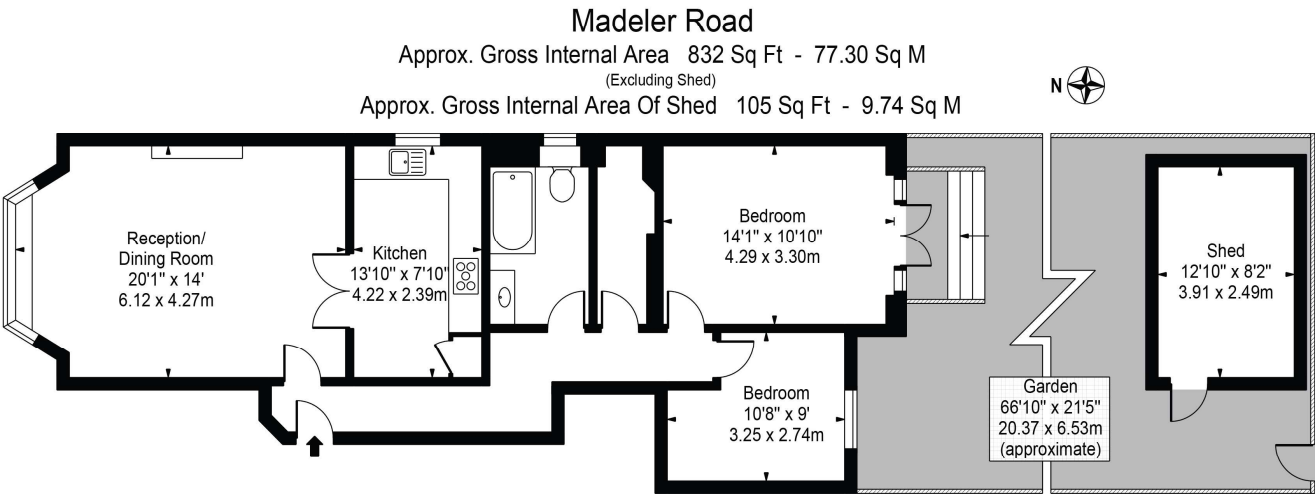 Madeler Road
Approx. Gross Internal Area 832 Sq Ft - 77.30 Sq M
(Excluding Shed)
Approx. Gross Internal Area Of Shed 105 Sq Ft - 9.74 Sq M
N
Reception/
Dining Room
20'1" x 14'
6.12 x 4.27m
Kitchen
13'10" x 7'10"
4.22 x 2.39m
Bedroom
14'1" x 10'10"
4.29 x 3.30m
Bedroom
10'8" x 9'
3.25 x 2.74m
Shed
12'10" x 8'2"
3.91 x 2.49m
Garden
66'10" x 21'5"
20.37 x 6.53m
(approximate)